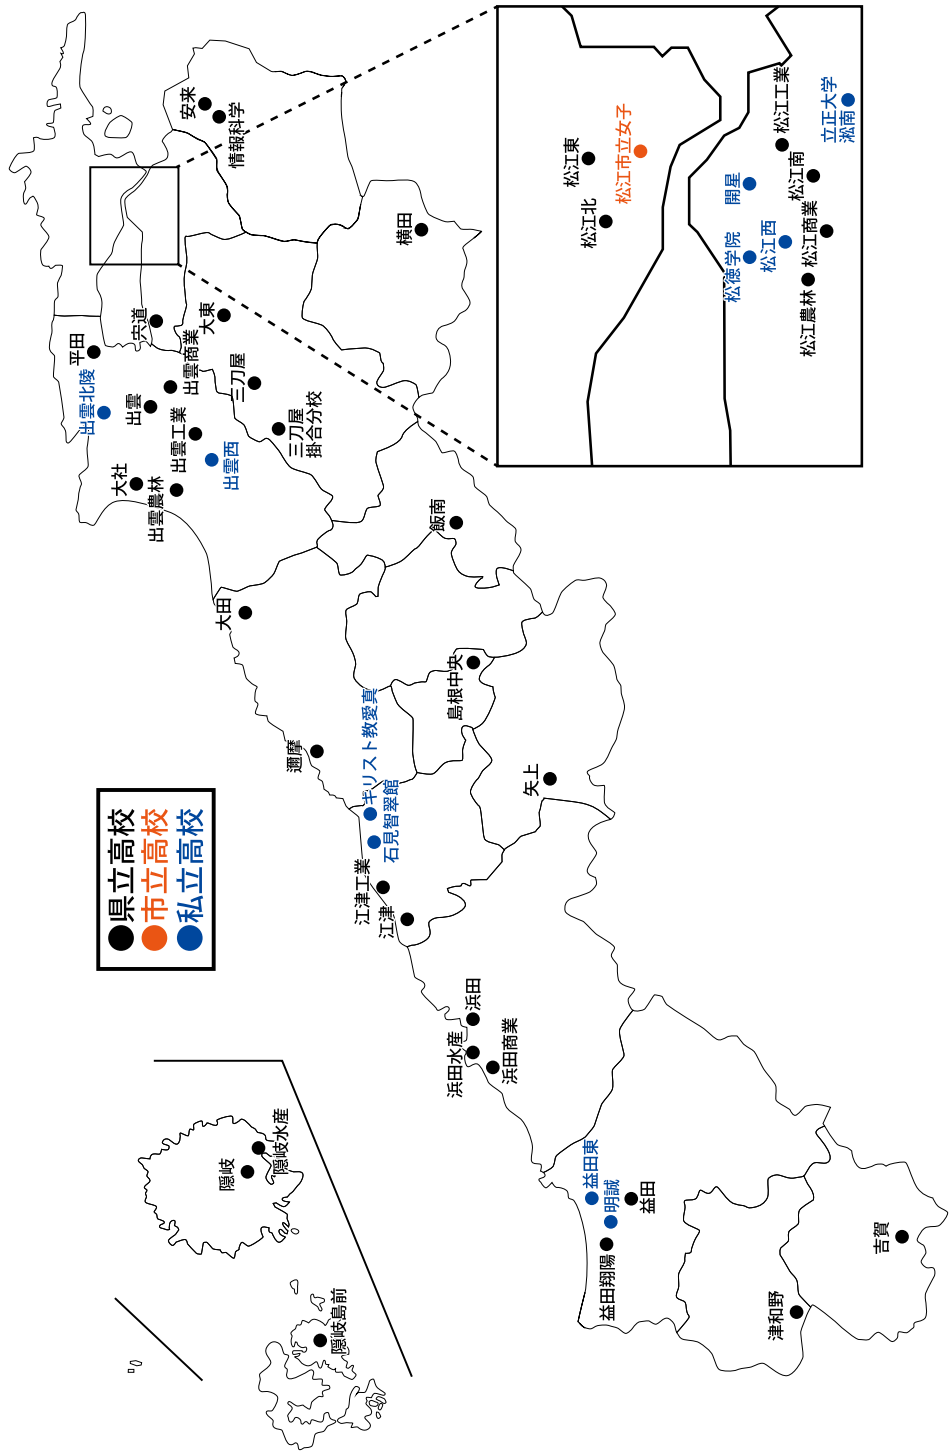 県立高校
市立高校
私立高校
隠岐
隠岐水産
隠岐島前
安来
情報科学
横田
宍道
大東
平田
出雲北陵
出雲
出雲商業
三刀屋
出雲工業
三刀屋
掛合分校
出雲西
大社
出雲農林
飯南
大田
島根中央
邇摩
キリスト教愛真
石見智翠館
矢上
江津工業
江津
浜田
浜田水産
浜田商業
益田東
明誠
益田
益田翔陽
吉賀
津和野
松江東
松江市立女子
松江北
松江工業
立正大学
淞南
開星
松江南
松江西
松江商業
松徳学院
松江農林